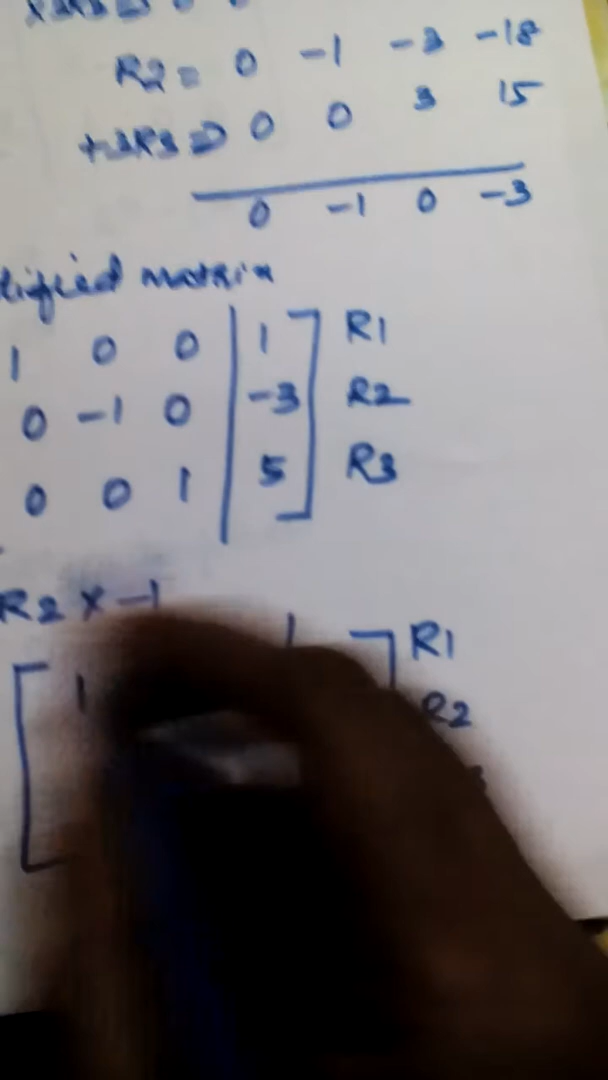 R2= 0 -1 -3 -18
+3R3⇒ 0 0 3 15
0 -1 0 -3
matrix
1 0 0 | 1 ] R1
0 -1 0 | -3 R2
0 0 1 | 5 R3
R2 × -1
[ 1 ] R1
R2